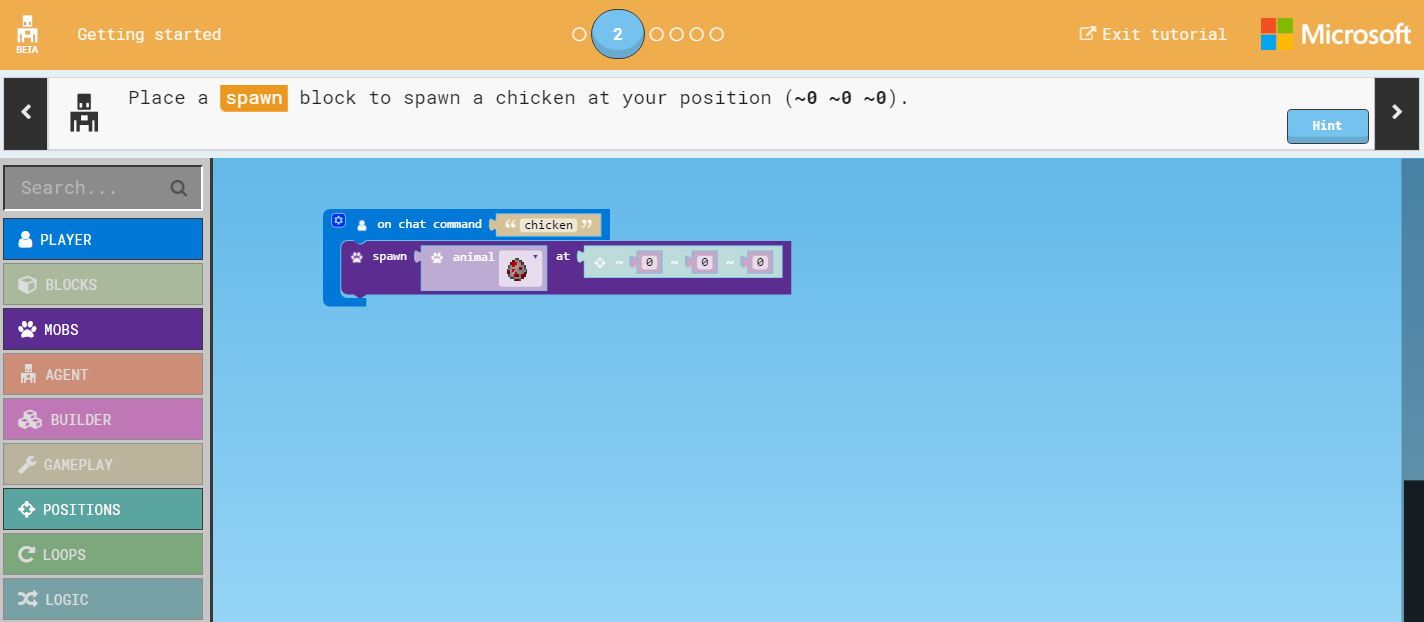 BETA
Getting started
2
Exit tutorial
Microsoft
Place a spawn block to spawn a chicken at your position (~0 ~0 ~0).
Hint
Search...
PLAYER
BLOCKS
MOBS
AGENT
BUILDER
GAMEPLAY
POSITIONS
LOOPS
LOGIC
on chat command “ chicken ”
spawn animal at ~ 0 ~ 0 ~ 0